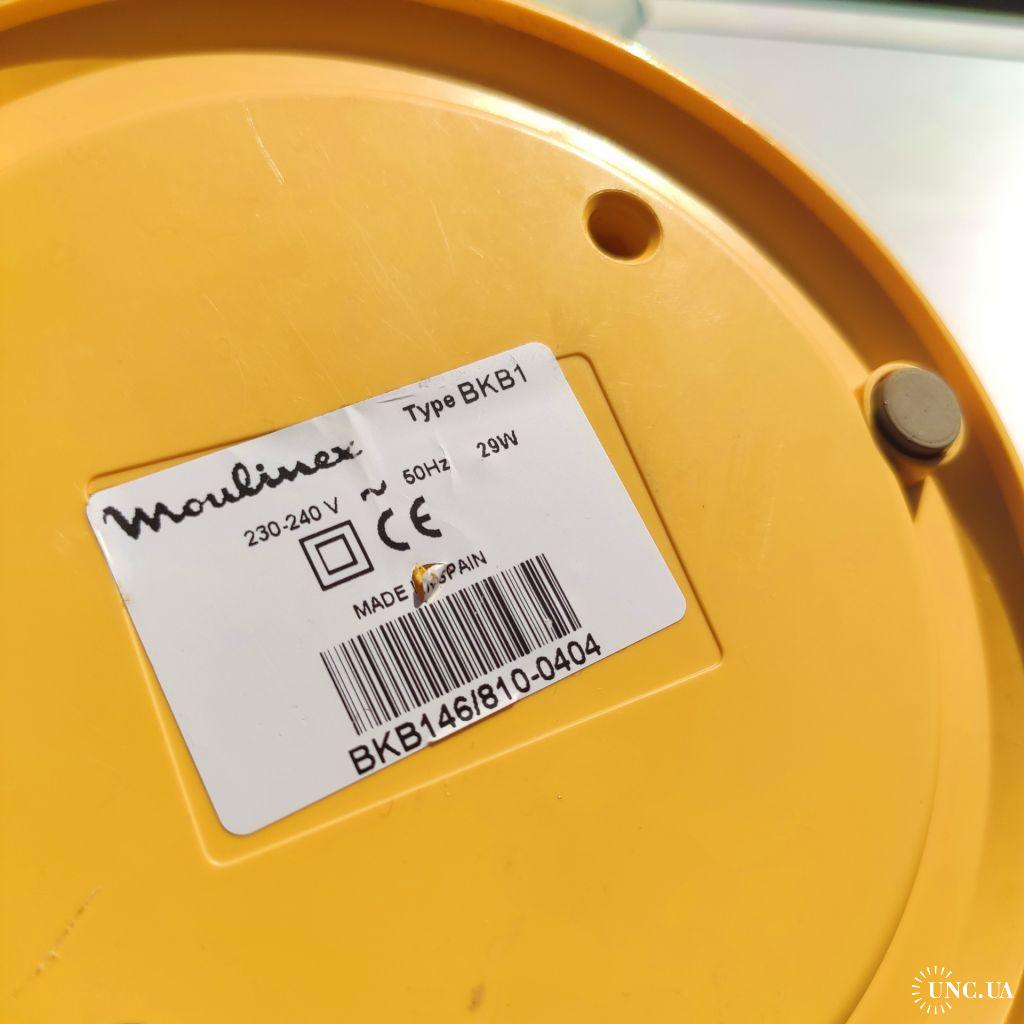 Type BKB1
Moulinex
230-240 V ~ 50Hz 29W
CE
MADE SPAIN
BKB146/810-0404
UNC.UA